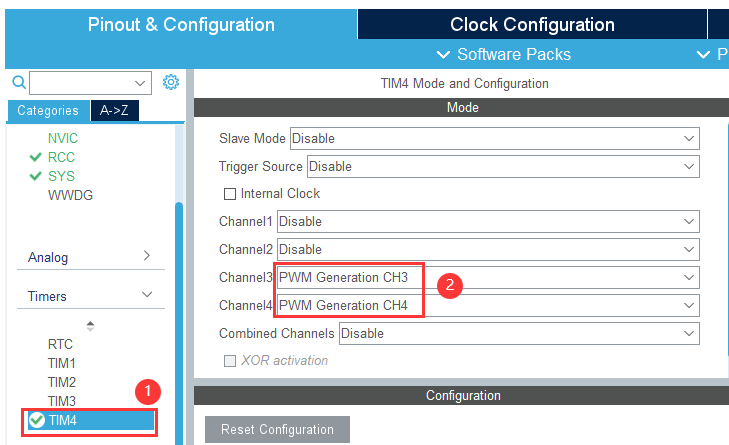 Pinout & Configuration
Clock Configuration
Software Packs
P
TIM4 Mode and Configuration
Categories
A->Z
Mode
NVIC
RCC
SYS
WWDG
Analog
Timers
RTC
TIM1
TIM2
TIM3
1
TIM4
Slave Mode Disable
Trigger Source Disable
Internal Clock
Channel1 Disable
Channel2 Disable
Channel3 PWM Generation CH3
2
Channel4 PWM Generation CH4
Combined Channels Disable
XOR activation
Configuration
Reset Configuration